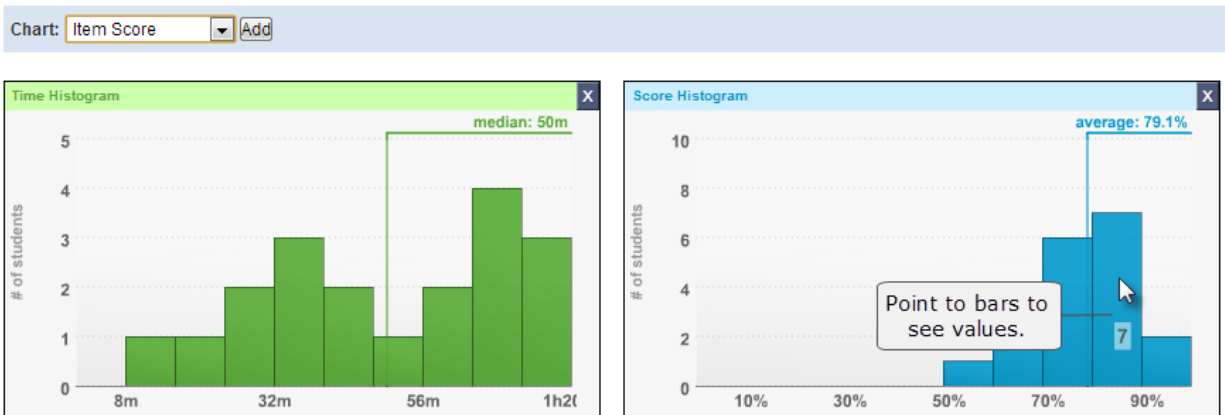 Chart: Item Score Add
Time Histogram X
median: 50m
5
4
3
2
1
0
# of students
8m 32m 56m 1h20
Score Histogram X
average: 79.1%
10
8
6
4
2
0
# of students
Point to bars to
see values.
7
10% 30% 50% 70% 90%